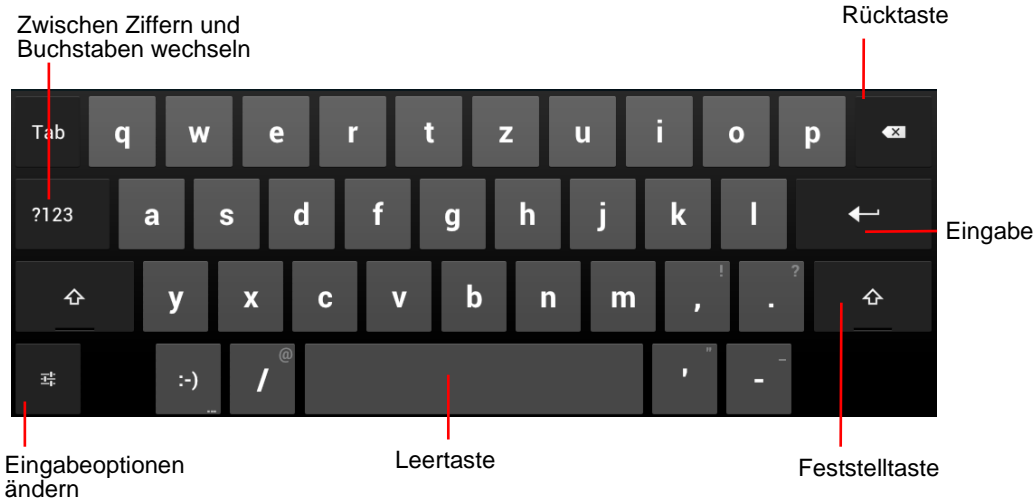 Zwischen Ziffern und
Buchstaben wechseln
Rücktaste
Tab q w e r t z u i o p
?123 a s d f g h j k l
Eingabe
y x c v b n m , ! . ?
:-) ... / @ ' " - _
Eingabeoptionen
ändern
Leertaste
Feststelltaste